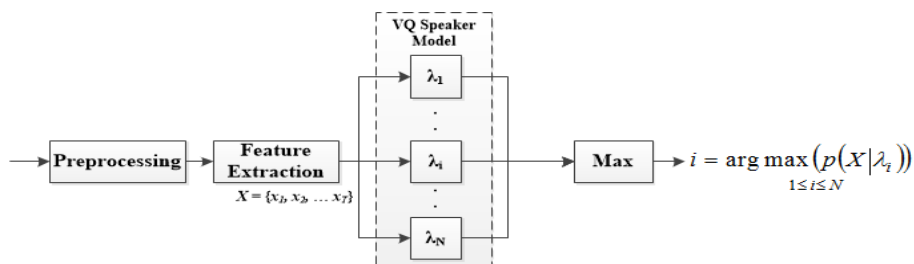 VQ Speaker
Model
λ1
.
.
Preprocessing
Feature
Extraction
X = {x1, x2, ... xT}
λi
.
.
λN
Max
i = arg max (p(X|λi))
1≤i≤N